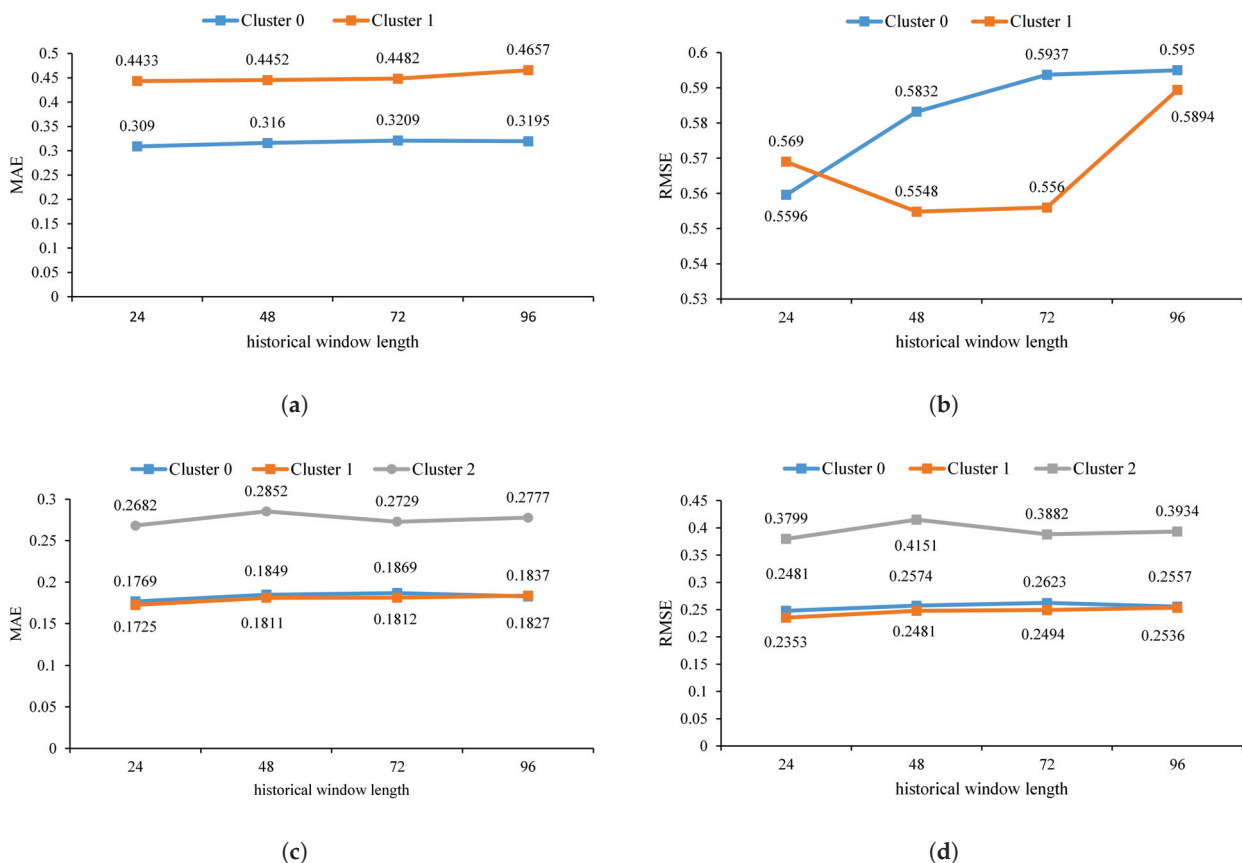 Cluster 0 Cluster 1
0.5
0.45
0.4
0.35
0.3
0.25
0.2
0.15
0.1
0.05
0
MAE
0.4433 0.4452 0.4482 0.4657
0.309 0.316 0.3209 0.3195
24 48 72 96
historical window length
(a)
Cluster 0 Cluster 1
0.6
0.59
0.58
0.57
0.56
0.55
0.54
0.53
RMSE
0.5596 0.5832 0.5937 0.595
0.569 0.5548 0.556 0.5894
24 48 72 96
historical window length
(b)
Cluster 0 Cluster 1 Cluster 2
0.3
0.25
0.2
0.15
0.1
0.05
0
MAE
0.2682 0.2852 0.2729 0.2777
0.1769 0.1849 0.1869 0.1837
0.1725 0.1811 0.1812 0.1827
24 48 72 96
historical window length
(c)
Cluster 0 Cluster 1 Cluster 2
0.45
0.4
0.35
0.3
0.25
0.2
0.15
0.1
0.05
0
RMSE
0.3799 0.4151 0.3882 0.3934
0.2481 0.2574 0.2623 0.2557
0.2353 0.2481 0.2494 0.2536
24 48 72 96
historical window length
(d)